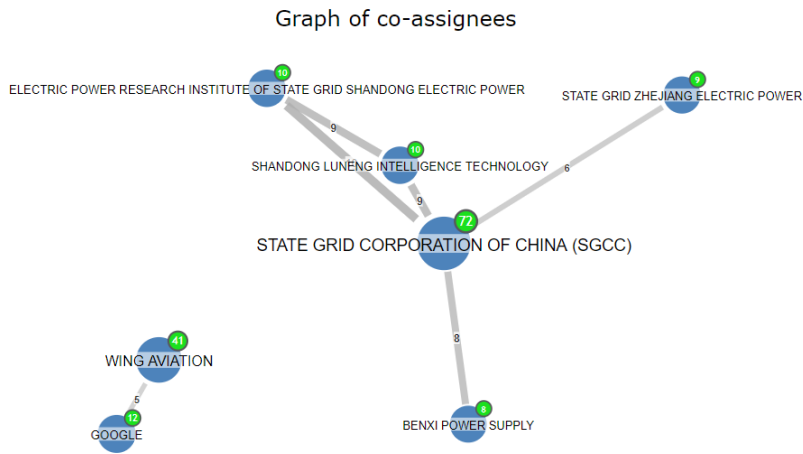 Graph of co-assignees
10
ELECTRIC POWER RESEARCH INSTITUTE OF STATE GRID SHANDONG ELECTRIC POWER
9
STATE GRID ZHEJIANG ELECTRIC POWER
9
10
SHANDONG LUNENG INTELLIGENCE TECHNOLOGY
6
9
72
STATE GRID CORPORATION OF CHINA (SGCC)
8
41
WING AVIATION
5
12
GOOGLE
8
BENXI POWER SUPPLY